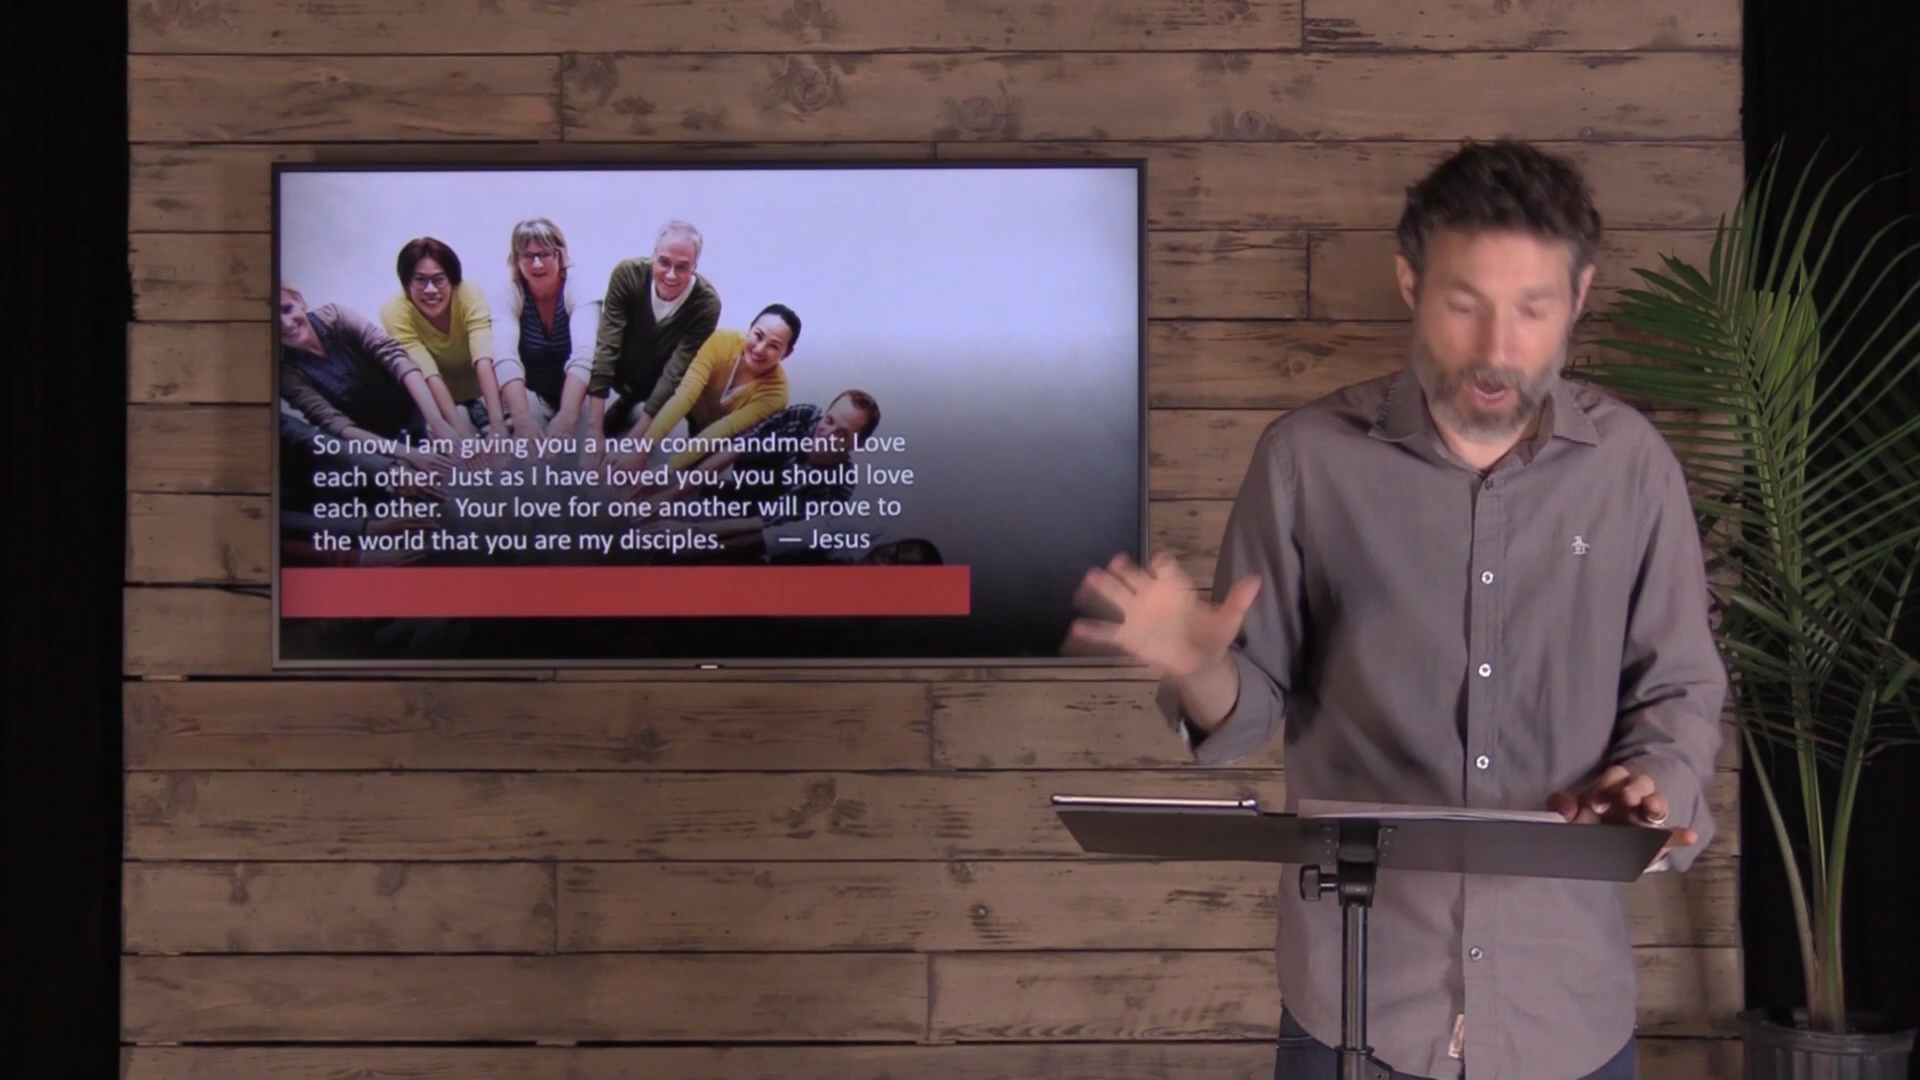 So now I am giving you a new commandment: Love
each other. Just as I have loved you, you should love
each other.  Your love for one another will prove to
the world that you are my disciples. — Jesus